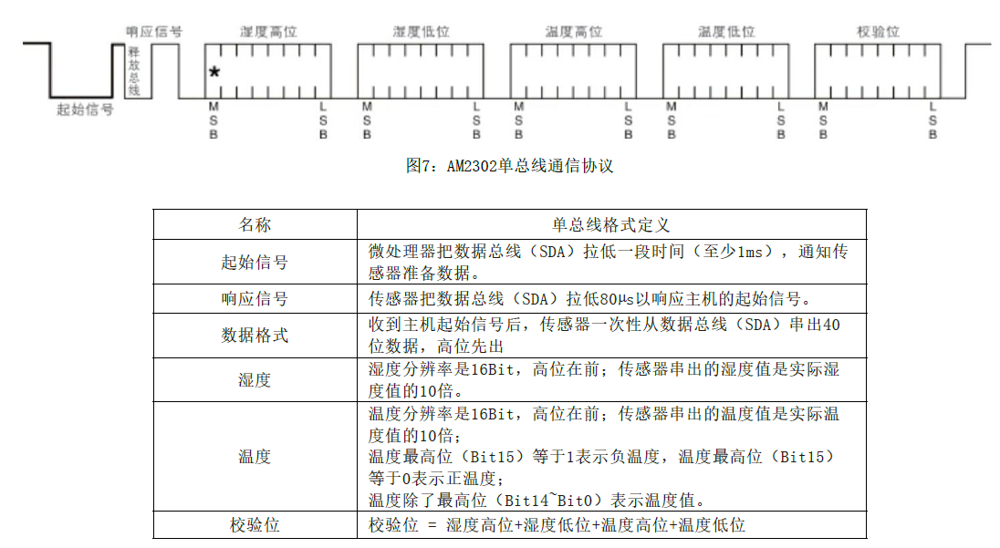 响应信号 湿度高位 湿度低位 温度高位 温度低位 校验位
释放总线
*
起始信号
MSB LSB MSB LSB MSB LSB MSB LSB MSB LSB
图7：AM2302单总线通信协议
名称 单总线格式定义
起始信号 微处理器把数据总线（SDA）拉低一段时间（至少1ms），通知传
感器准备数据。
响应信号 传感器把数据总线（SDA）拉低80μs以响应主机的起始信号。
数据格式 收到主机起始信号后，传感器一次性从数据总线（SDA）串出40
位数据，高位先出
湿度 湿度分辨率是16Bit，高位在前；传感器串出的湿度值是实际湿
度值的10倍。
温度 温度分辨率是16Bit，高位在前；传感器串出的温度值是实际温
度值的10倍；
温度最高位（Bit15）等于1表示负温度，温度最高位（Bit15）
等于0表示正温度；
温度除了最高位（Bit14~Bit0）表示温度值。
校验位 校验位 = 湿度高位+湿度低位+温度高位+温度低位